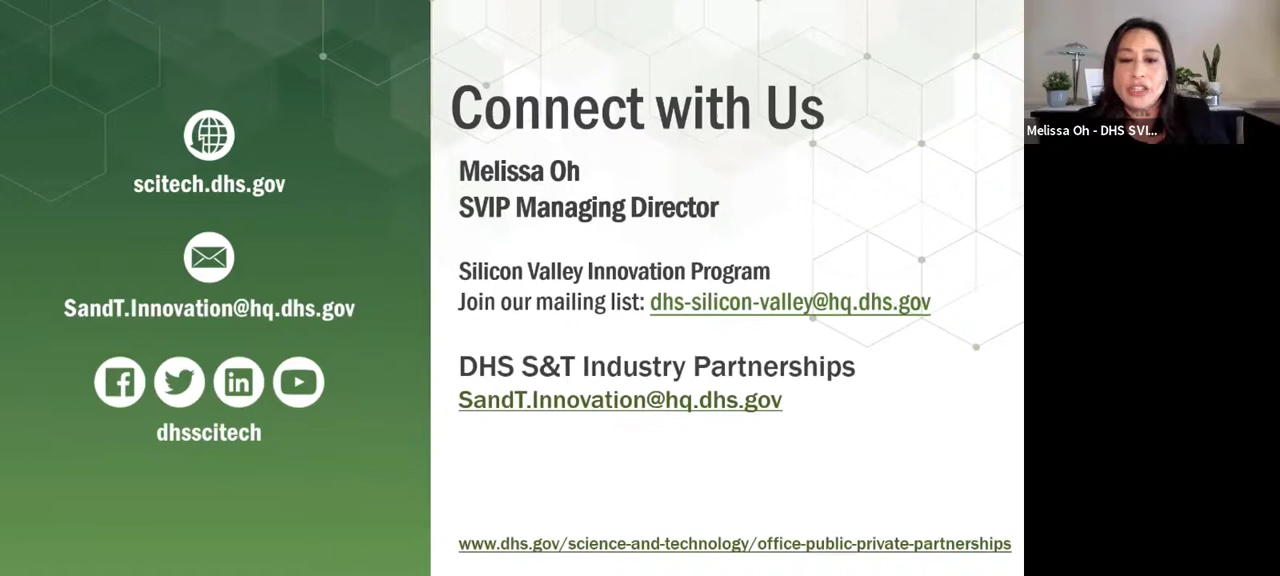 scitech.dhs.gov
SandT.Innovation@hq.dhs.gov
dhsscitech
Connect with Us
Melissa Oh
SVIP Managing Director
Silicon Valley Innovation Program
Join our mailing list: dhs-silicon-valley@hq.dhs.gov
DHS S&T Industry Partnerships
SandT.Innovation@hq.dhs.gov
www.dhs.gov/science-and-technology/office-public-private-partnerships
Melissa Oh - DHS SVI...